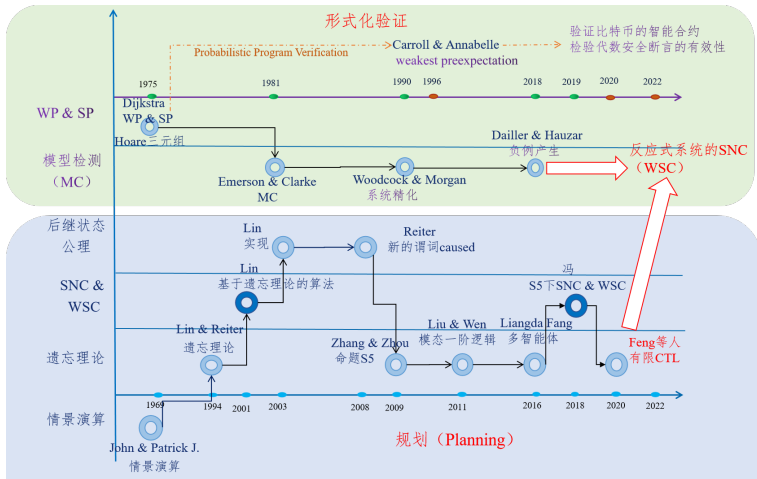 形式化验证
Probabilistic Program Verification
Carroll & Annabelle
weakest preexpectation
验证比特币的智能合约
检验代数安全断言的有效性
1975
1981
1990
1996
2018
2019
2020
2022
WP & SP
Dijkstra
WP & SP
Hoare三元组
模型检测
（MC）
Emerson & Clarke
MC
Woodcock & Morgan
系统精化
Dailler & Hauzar
负例产生
反应式系统的SNC
（WSC）
后继状态
公理
Lin
实现
Reiter
新的谓词caused
SNC &
WSC
Lin
基于遗忘理论的算法
冯
S5下SNC & WSC
遗忘理论
Lin & Reiter
遗忘理论
Zhang & Zhou
命题S5
Liu & Wen
模态一阶逻辑
Liangda Fang
多智能体
Feng等人
有限CTL
1969
1994
2001
2003
2008
2009
2011
2016
2018
2020
2022
情景演算
John & Patrick J.
情景演算
规划（Planning）